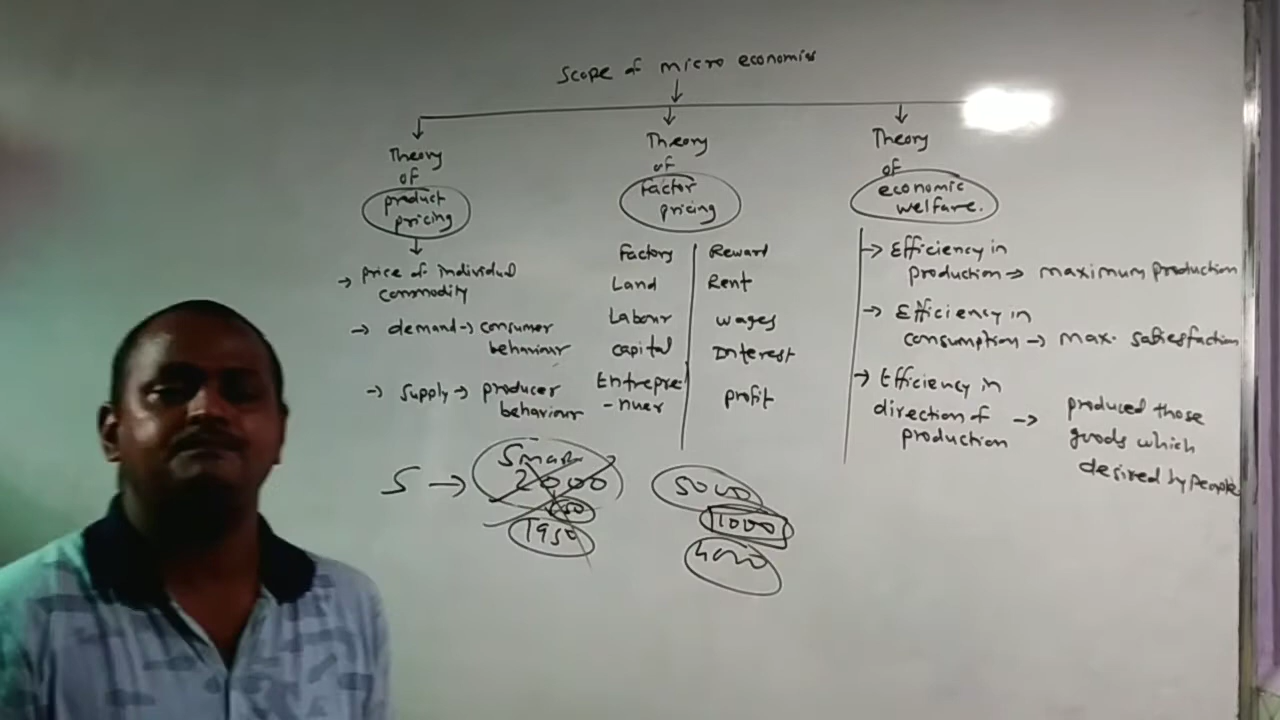 Scope of micro economics
Theory
of
product
pricing
→ price of individual
commodity
→ demand → consumer
behaviour
→ supply → producer
behaviour
Theory
of
factor
pricing
Factory Reward
Land Rent
Labour wages
capital Interest
Entrepre
-nuer profit
Theory
of
economic
welfare.
→ Efficiency in
production → maximum production
→ Efficiency in
consumption → max. satiesfaction
→ Efficiency in
direction of → produced those
production goods which
desired by people
S →
2000
50
1950
5000
1000
4000